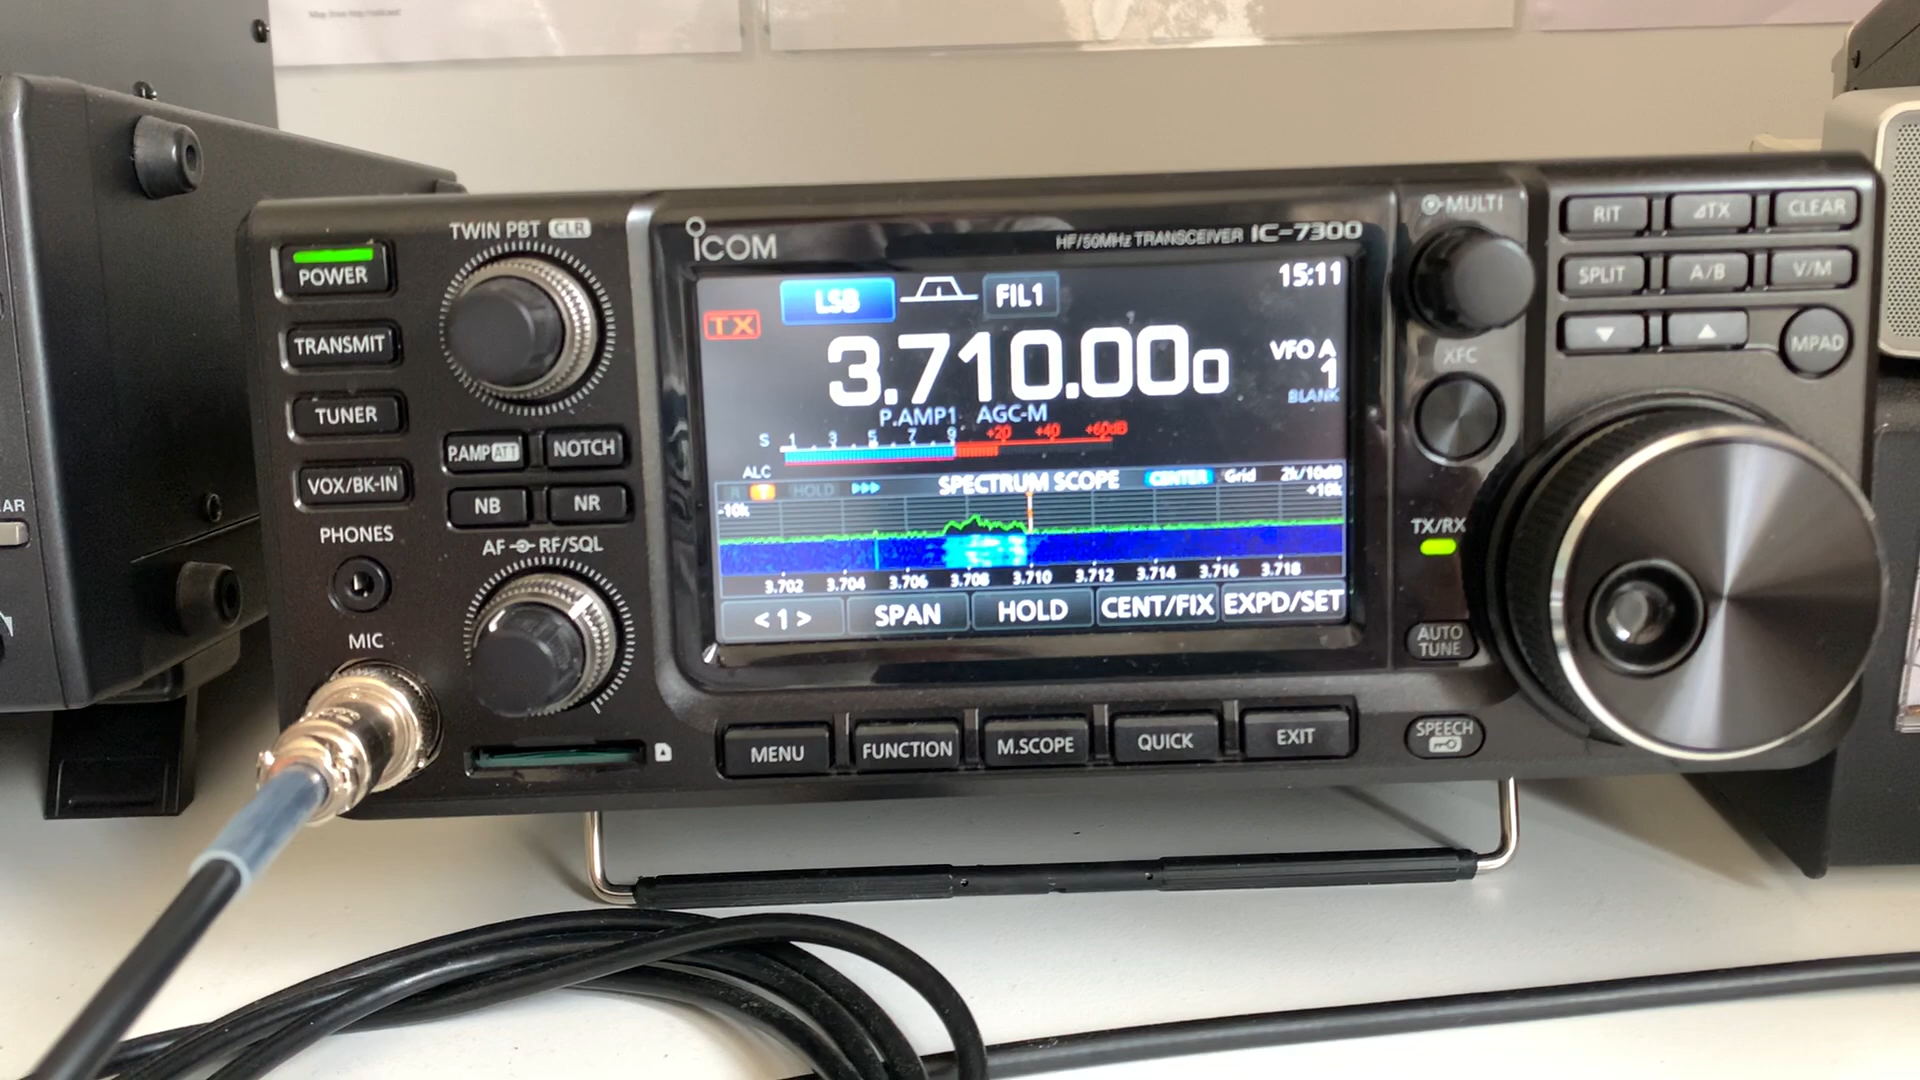 TWIN PBT CLR
POWER
TRANSMIT
TUNER
VOX/BK-IN
PHONES
MIC
P.AMP ATT
NOTCH
NB
NR
AF RF/SQL
ICOM
HF/50MHz TRANSCEIVER IC-7300
LSB
FIL1
15:11
TX
3.710.000
VFO A
1
BLANK
P.AMP1 AGC-M
S 1 3 5 7 9 +20 +40 +60dB
ALC
SPECTRUM SCOPE
CENTER Grid 2k/10dB
HOLD
-10k
+10k
3.702 3.704 3.706 3.708 3.710 3.712 3.714 3.716 3.718
<1> SPAN HOLD CENT/FIX EXPD/SET
MENU FUNCTION M.SCOPE QUICK EXIT
MULTI
XFC
TX/RX
AUTO
TUNE
SPEECH
RIT ⊿TX CLEAR
SPLIT A/B V/M
MPAD
AR